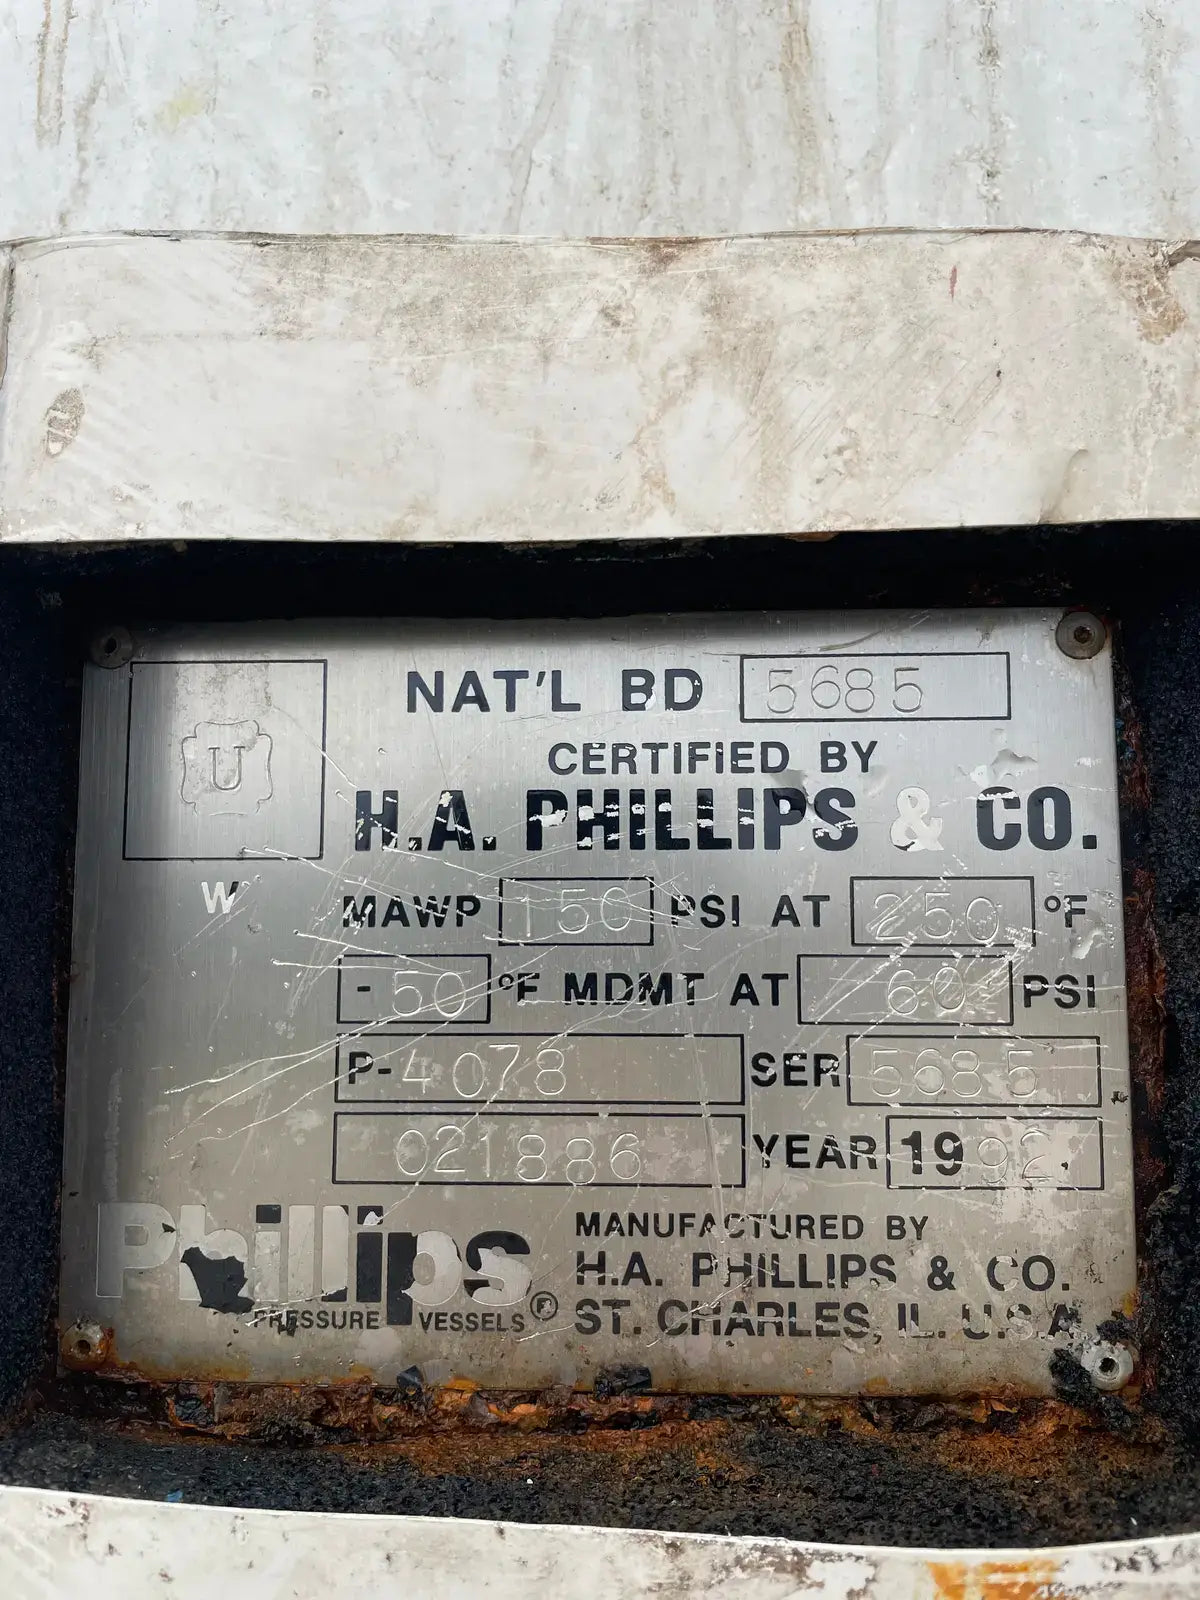 NAT'L BD 5685
U
CERTIFIED BY
H.A. PHILLIPS & CO.
W
MAWP 150 PSI AT 250 °F
-50 °F MDMT AT 60 PSI
P-4078 SER 5685
021886 YEAR 1992
Phillips
PRESSURE VESSELS ®
MANUFACTURED BY
H.A. PHILLIPS & CO.
ST. CHARLES, IL. U.S.A.